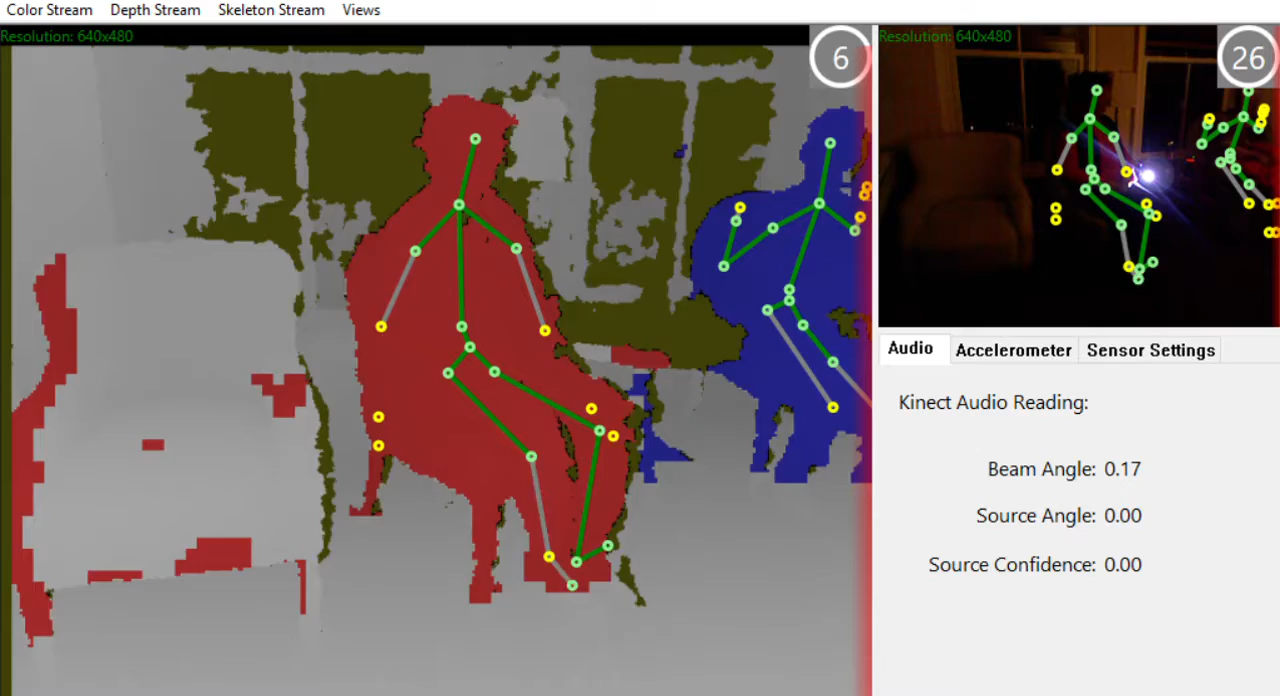 Color Stream Depth Stream Skeleton Stream Views
Resolution: 640x480
6
Resolution: 640x480
26
Audio Accelerometer Sensor Settings
Kinect Audio Reading:
Beam Angle: 0.17
Source Angle: 0.00
Source Confidence: 0.00